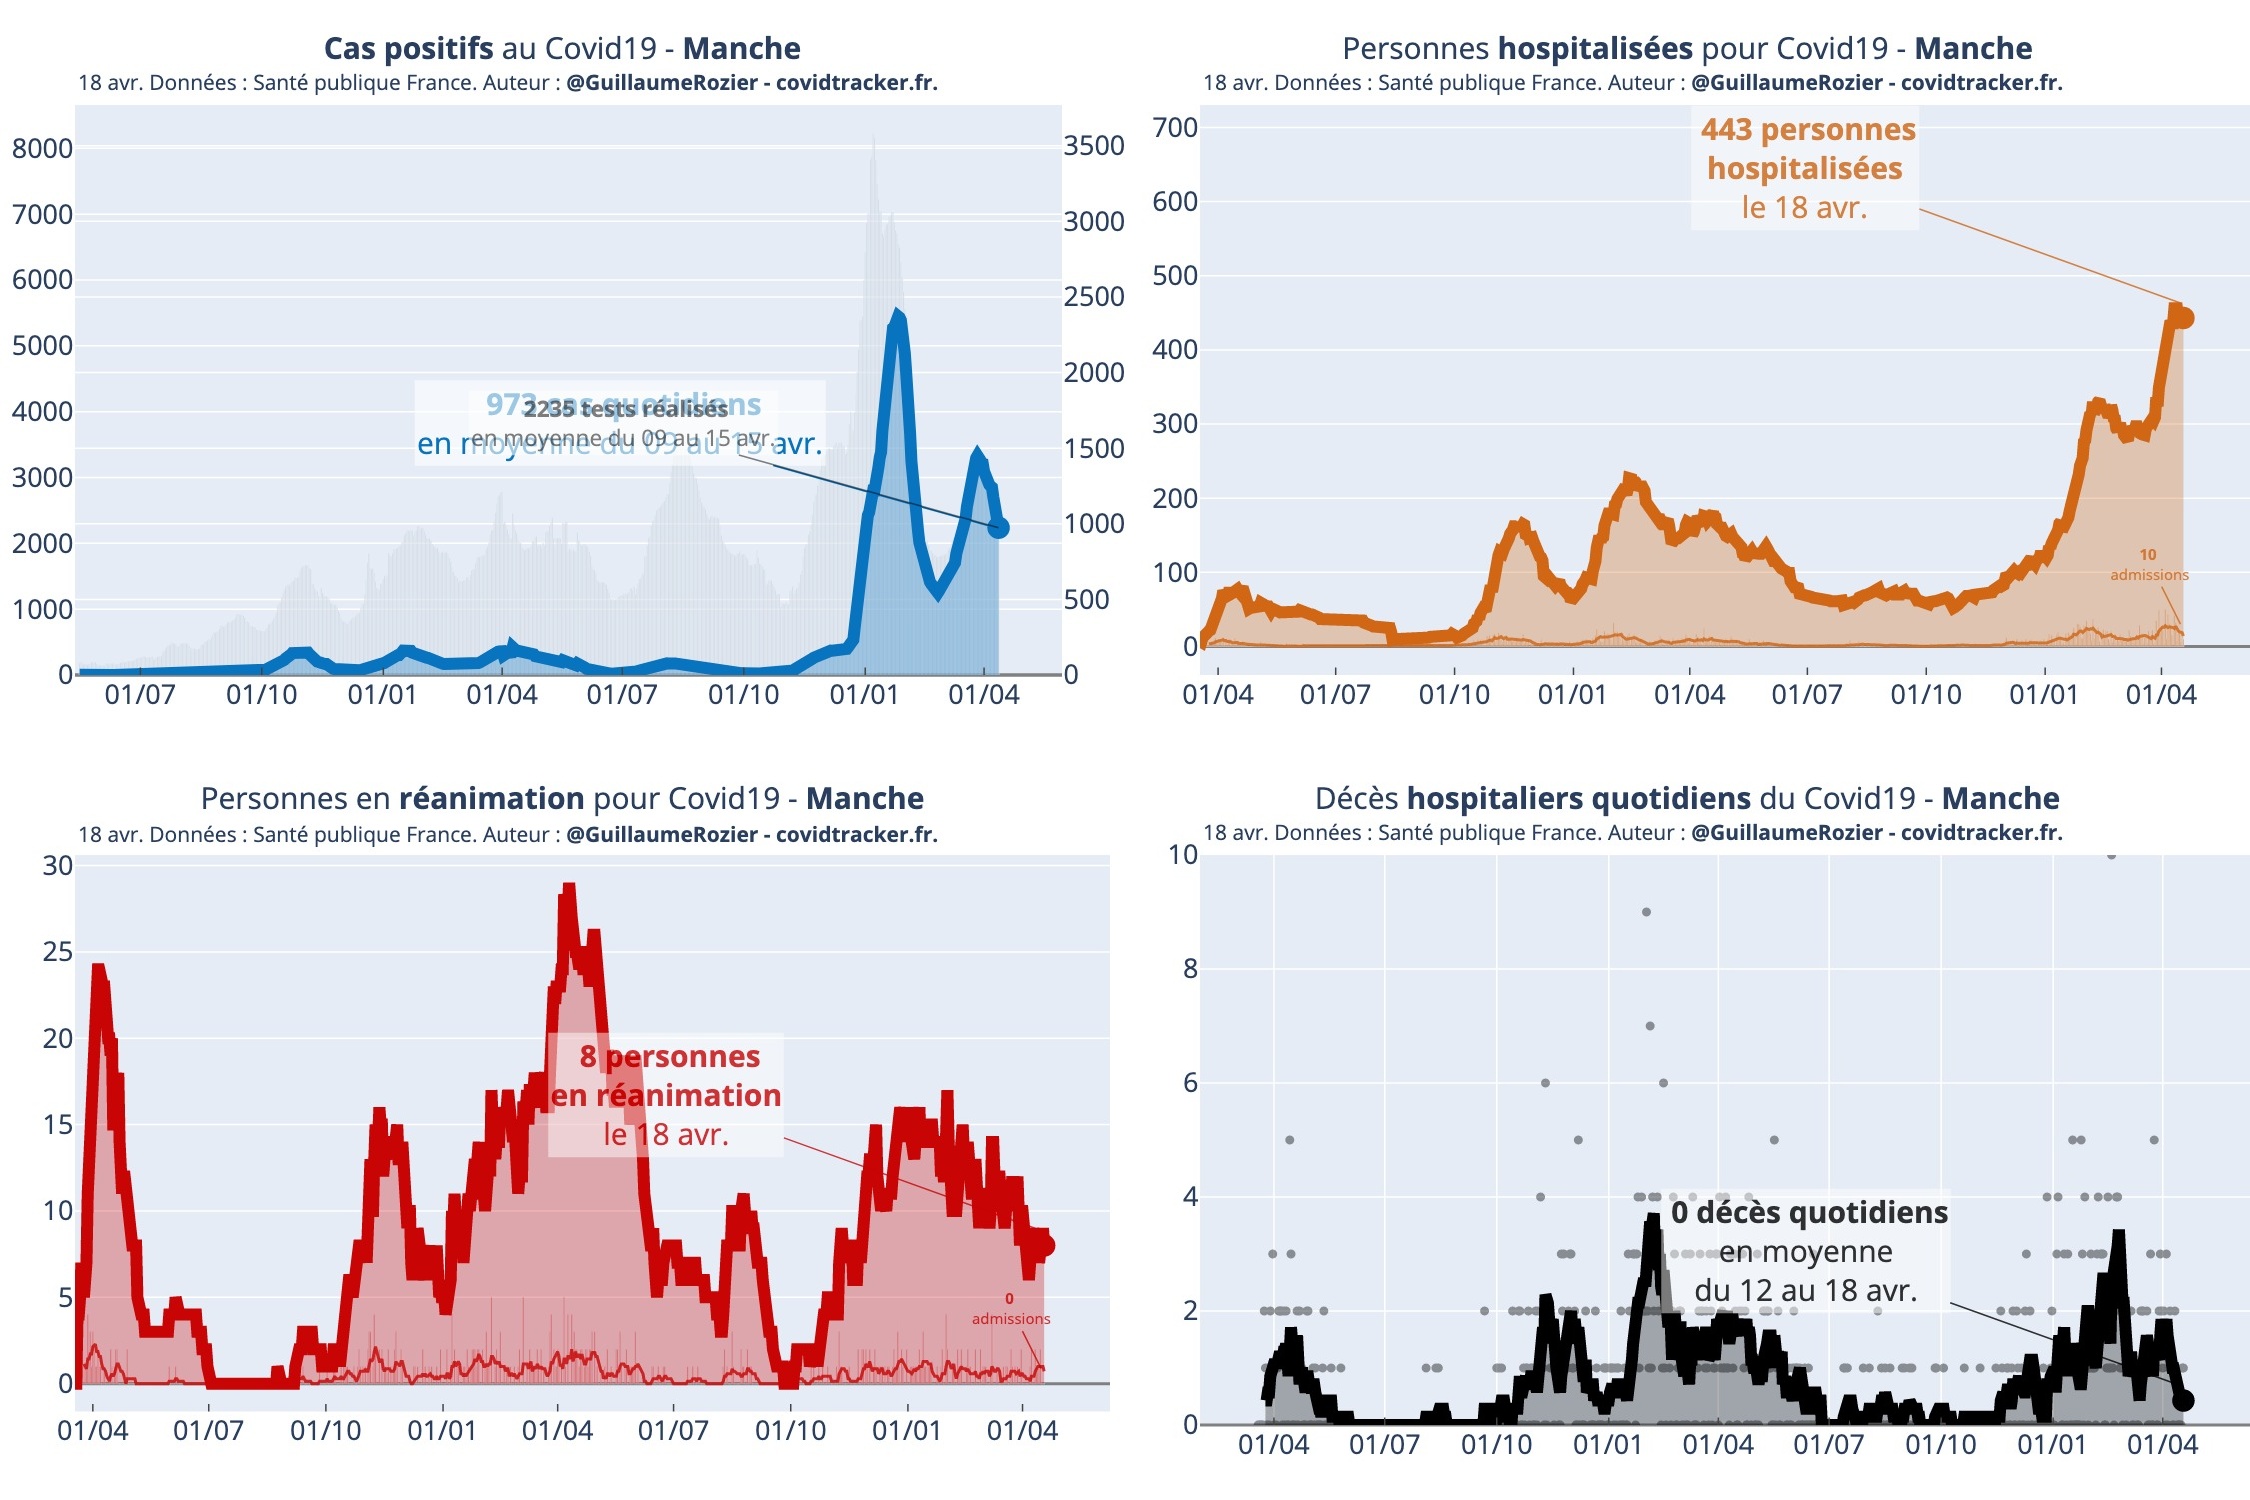 Cas positifs au Covid19 - Manche
18 avr. Données : Santé publique France. Auteur : @GuillaumeRozier - covidtracker.fr.
8000
7000
6000
5000
4000
3000
2000
1000
0
3500
3000
2500
2000
1500
1000
500
0
973 cas quotidiens
en moyenne du 09 au 15 avr.
2235 tests réalisés
en moyenne du 09 au 15 avr.
01/07 01/10 01/01 01/04 01/07 01/10 01/01 01/04
Personnes hospitalisées pour Covid19 - Manche
18 avr. Données : Santé publique France. Auteur : @GuillaumeRozier - covidtracker.fr.
700
600
500
400
300
200
100
0
443 personnes
hospitalisées
le 18 avr.
10
admissions
01/04 01/07 01/10 01/01 01/04 01/07 01/10 01/01 01/04
Personnes en réanimation pour Covid19 - Manche
18 avr. Données : Santé publique France. Auteur : @GuillaumeRozier - covidtracker.fr.
30
25
20
15
10
5
0
8 personnes
en réanimation
le 18 avr.
0
admissions
01/04 01/07 01/10 01/01 01/04 01/07 01/10 01/01 01/04
Décès hospitaliers quotidiens du Covid19 - Manche
18 avr. Données : Santé publique France. Auteur : @GuillaumeRozier - covidtracker.fr.
10
8
6
4
2
0
0 décès quotidiens
en moyenne
du 12 au 18 avr.
01/04 01/07 01/10 01/01 01/04 01/07 01/10 01/01 01/04